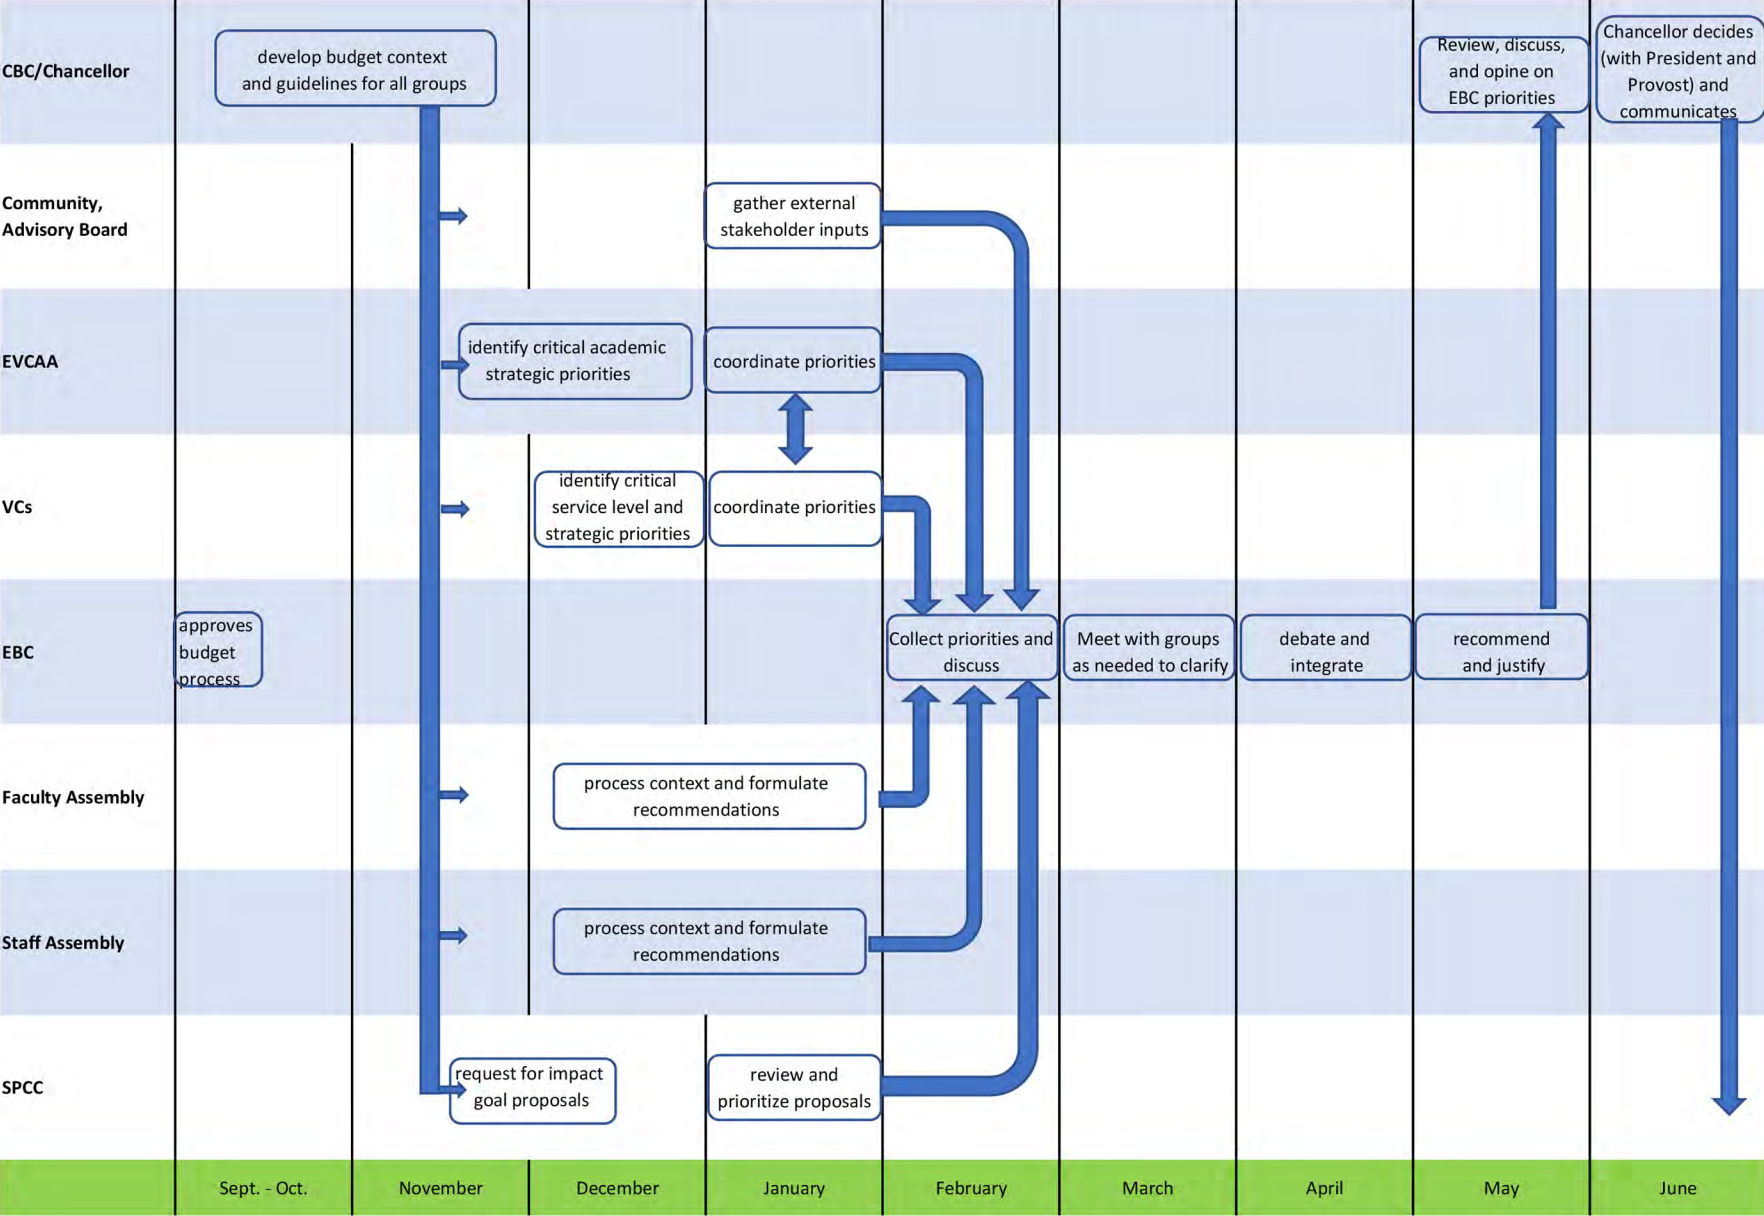 CBC/Chancellor
develop budget context
and guidelines for all groups
Review, discuss,
and opine on
EBC priorities
Chancellor decides
(with President and
Provost) and
communicates
Community,
Advisory Board
gather external
stakeholder inputs
EVCAA
identify critical academic
strategic priorities
coordinate priorities
VCs
identify critical
service level and
strategic priorities
coordinate priorities
EBC
approves
budget
process
Collect priorities and
discuss
Meet with groups
as needed to clarify
debate and
integrate
recommend
and justify
Faculty Assembly
process context and formulate
recommendations
Staff Assembly
process context and formulate
recommendations
SPCC
request for impact
goal proposals
review and
prioritize proposals
Sept. - Oct.
November
December
January
February
March
April
May
June